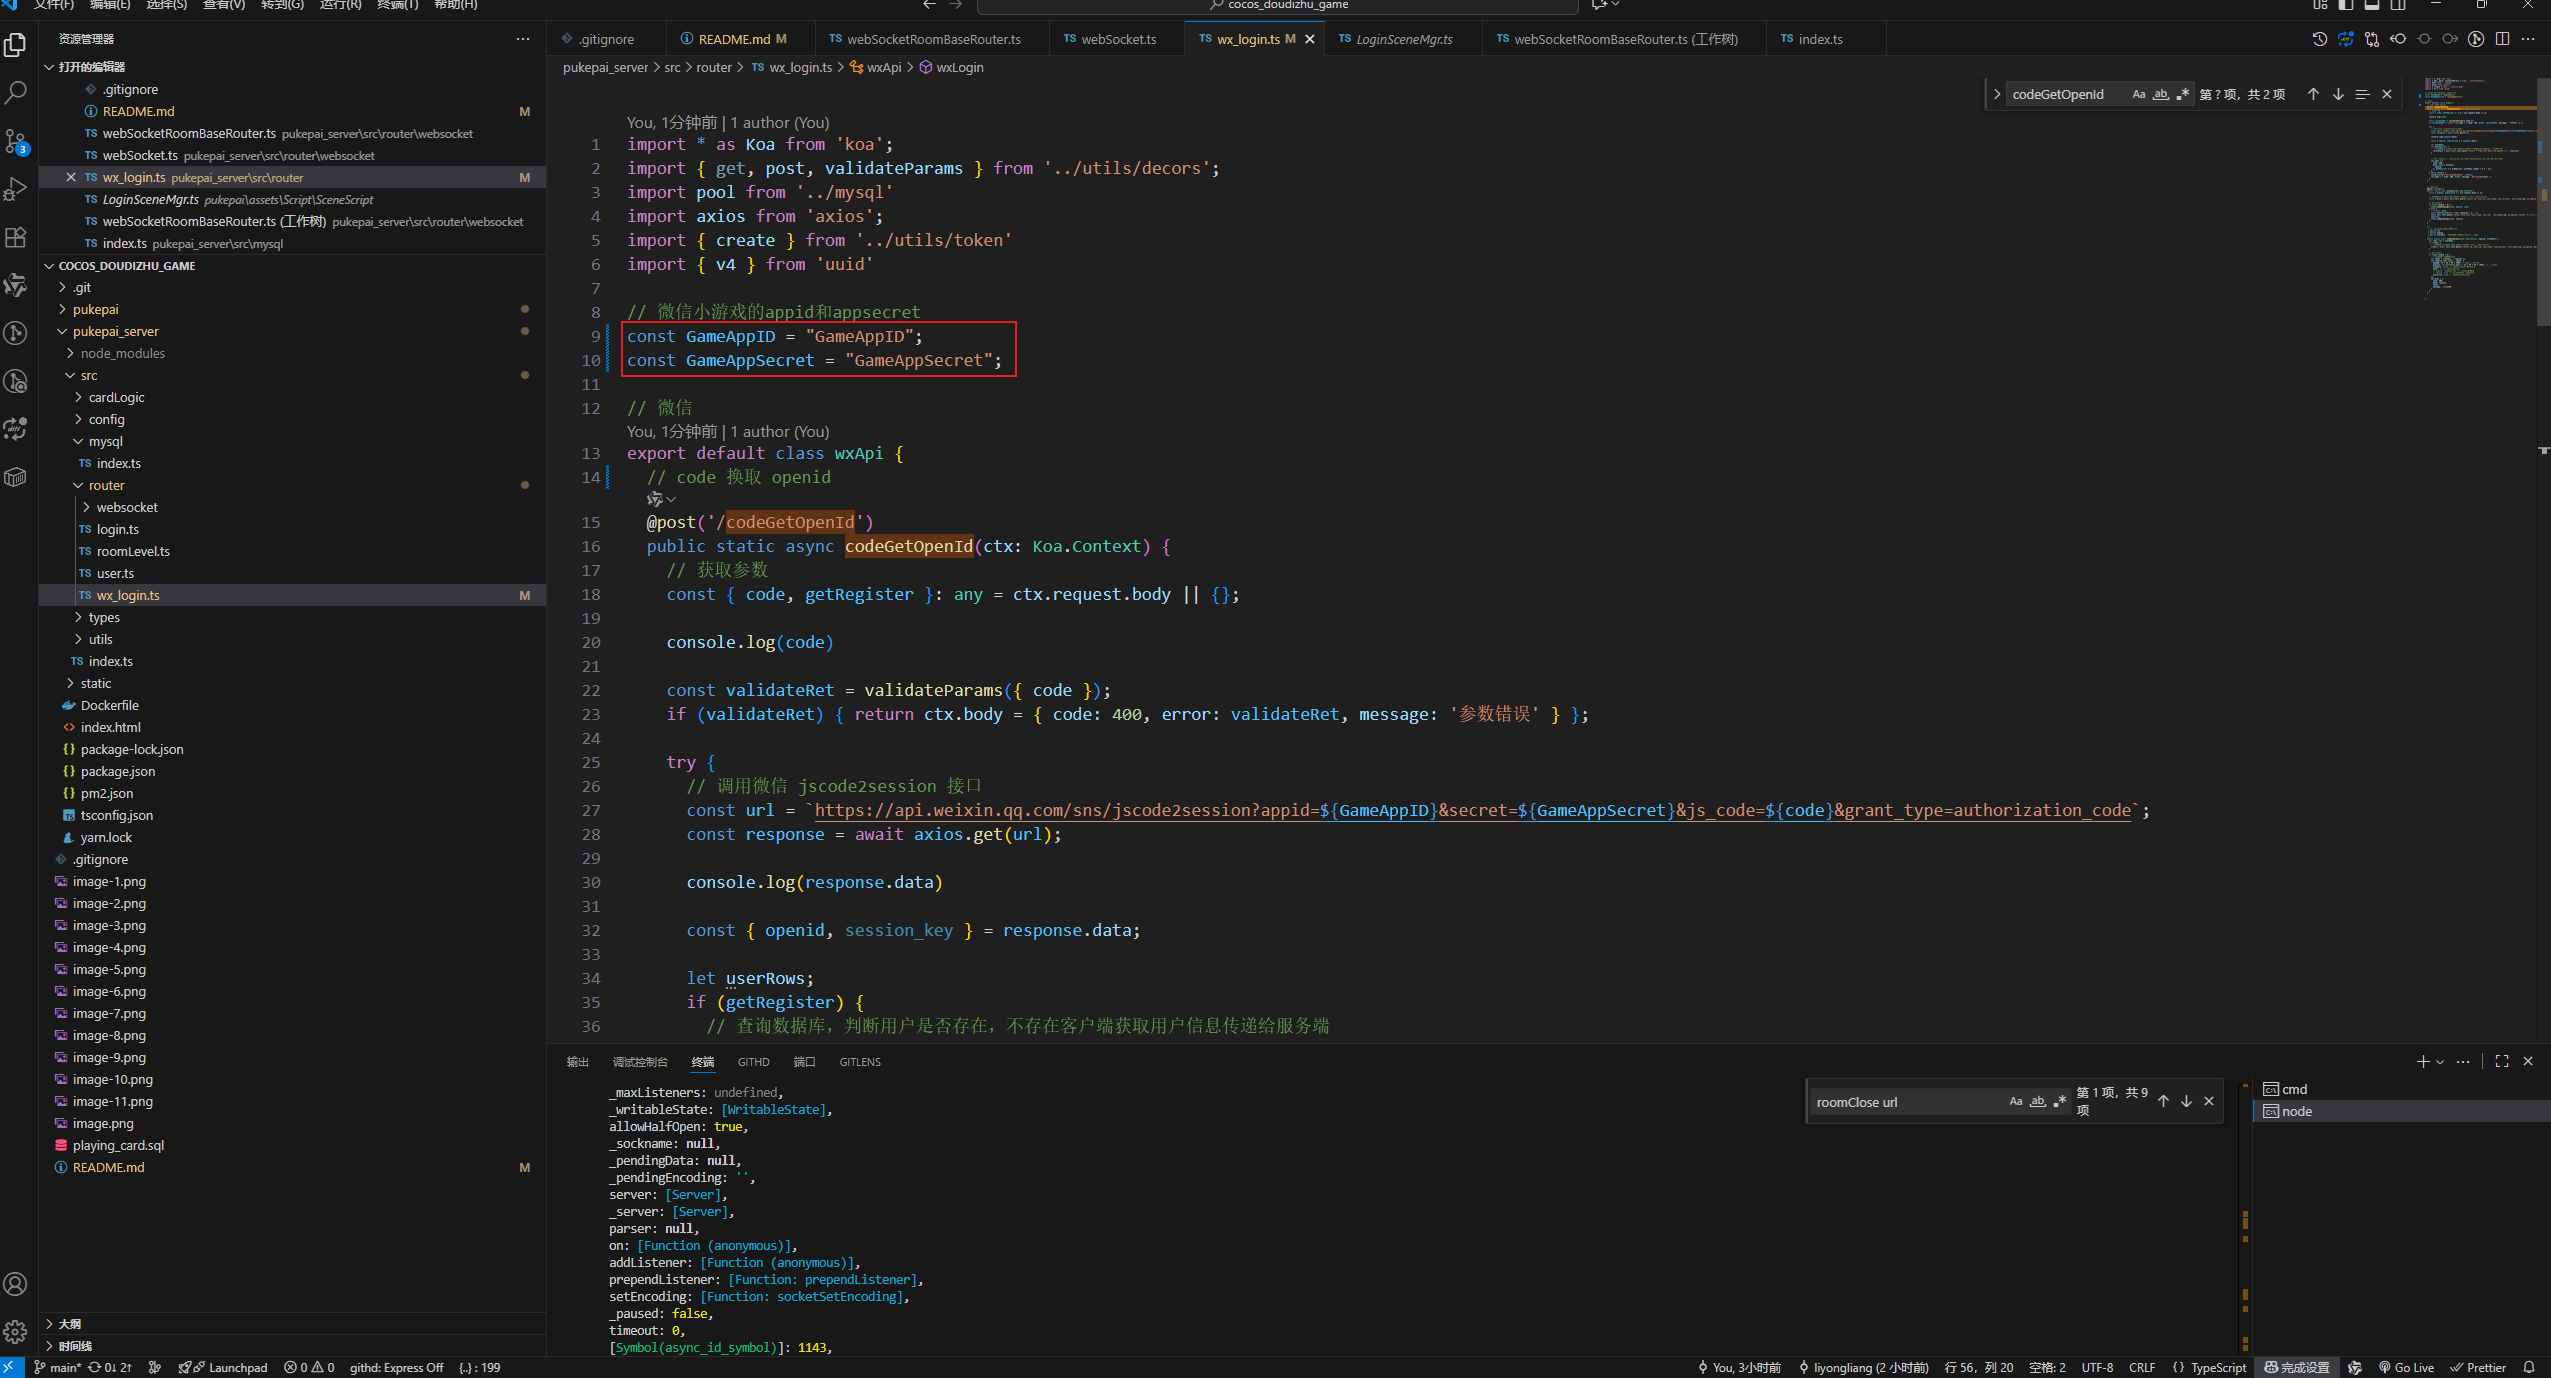 文件(F) 编辑(E) 选择(S) 查看(V) 转到(G) 运行(R) 终端(T) 帮助(H)
cocos_doudizhu_game
资源管理器
打开的编辑器
.gitignore
README.md M
webSocketRoomBaseRouter.ts pukepai_server\src\router\websocket
webSocket.ts pukepai_server\src\router\websocket
wx_login.ts pukepai_server\src\router M
LoginSceneMgr.ts pukepai\assets\Script\SceneScript
webSocketRoomBaseRouter.ts (工作树) pukepai_server\src\router\websocket
index.ts pukepai_server\src\mysql
COCOS_DOUDIZHU_GAME
.git
pukepai
pukepai_server
node_modules
src
cardLogic
config
mysql
TS index.ts
router
websocket
TS login.ts
TS roomLevel.ts
TS user.ts
TS wx_login.ts M
types
utils
TS index.ts
static
Dockerfile
index.html
package-lock.json
package.json
pm2.json
tsconfig.json
yarn.lock
.gitignore
image-1.png
image-2.png
image-3.png
image-4.png
image-5.png
image-6.png
image-7.png
image-8.png
image-9.png
image-10.png
image-11.png
image.png
playing_card.sql
README.md M
大纲
时间线
.gitignore README.md M TS webSocketRoomBaseRouter.ts TS webSocket.ts TS wx_login.ts M TS LoginSceneMgr.ts TS webSocketRoomBaseRouter.ts (工作树) TS index.ts
pukepai_server > src > router > TS wx_login.ts > wxApi > wxLogin
codeGetOpenId Aa ab 第 ? 项，共 2 项
You, 1分钟前 | 1 author (You)
1 import * as Koa from 'koa';
2 import { get, post, validateParams } from '../utils/decors';
3 import pool from '../mysql'
4 import axios from 'axios';
5 import { create } from '../utils/token'
6 import { v4 } from 'uuid'
7
8 // 微信小游戏的appid和appsecret
9 const GameAppID = "GameAppID";
10 const GameAppSecret = "GameAppSecret";
11
12 // 微信
You, 1分钟前 | 1 author (You)
13 export default class wxApi {
14 // code 换取 openid
15 @post('/codeGetOpenId')
16 public static async codeGetOpenId(ctx: Koa.Context) {
17 // 获取参数
18 const { code, getRegister }: any = ctx.request.body || {};
19
20 console.log(code)
21
22 const validateRet = validateParams({ code });
23 if (validateRet) { return ctx.body = { code: 400, error: validateRet, message: '参数错误' } };
24
25 try {
26 // 调用微信 jscode2session 接口
27 const url = `https://api.weixin.qq.com/sns/jscode2session?appid=${GameAppID}&secret=${GameAppSecret}&js_code=${code}&grant_type=authorization_code`;
28 const response = await axios.get(url);
29
30 console.log(response.data)
31
32 const { openid, session_key } = response.data;
33
34 let userRows;
35 if (getRegister) {
36 // 查询数据库，判断用户是否存在，不存在客户端获取用户信息传递给服务端
输出 调试控制台 终端 GITHD 端口 GITLENS
roomClose url Aa ab 第 1 项，共 9 项
cmd
node
_maxListeners: undefined,
_writableState: [WritableState],
allowHalfOpen: true,
_sockname: null,
_pendingData: null,
_pendingEncoding: '',
server: [Server],
_server: [Server],
parser: null,
on: [Function (anonymous)],
addListener: [Function (anonymous)],
prependListener: [Function: prependListener],
setEncoding: [Function: socketSetEncoding],
_paused: false,
timeout: 0,
[Symbol(async_id_symbol)]: 1143,
main* 0↓ 2↑ Launchpad 0 0 githd: Express Off {..} : 199 You, 3小时前 liyongliang (2 小时前) 行 56，列 20 空格: 2 UTF-8 CRLF {} TypeScript 完成设置 Go Live Prettier